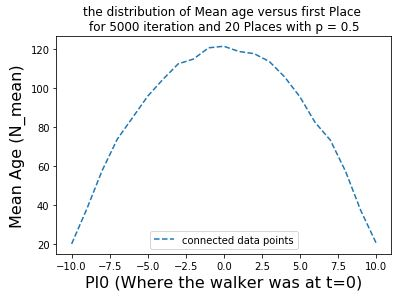 the distribution of Mean age versus first Place
for 5000 iteration and 20 Places with p = 0.5
Mean Age (N_mean)
120
100
80
60
40
20
connected data points
−10.0 −7.5 −5.0 −2.5 0.0 2.5 5.0 7.5 10.0
PI0 (Where the walker was at t=0)